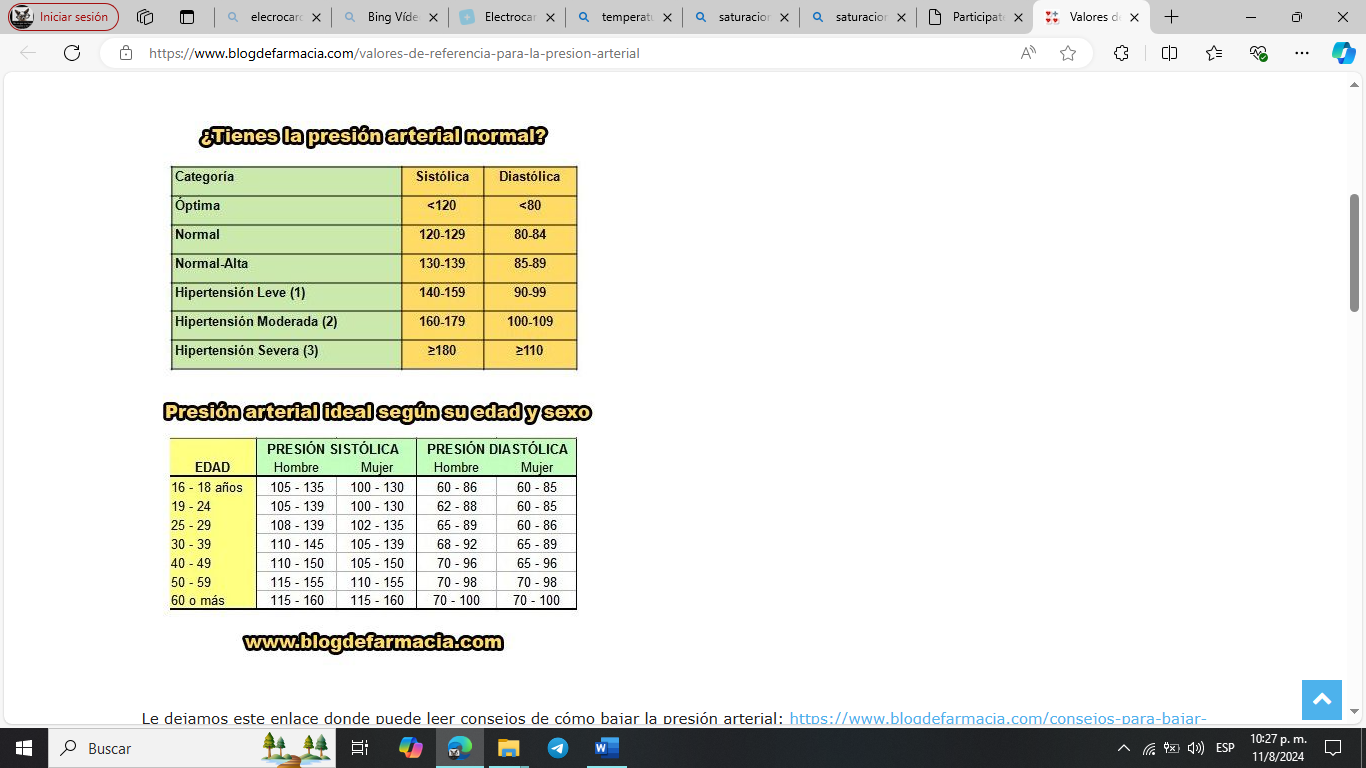 Iniciar sesión
elecrocarc
Bing Víde
Electrocar
temperatu
saturacion
saturacion
Participate
Valores de
https://www.blogdefarmacia.com/valores-de-referencia-para-la-presion-arterial
¿Tienes la presión arterial normal?
Categoría Sistólica Diastólica
Óptima <120 <80
Normal 120-129 80-84
Normal-Alta 130-139 85-89
Hipertensión Leve (1) 140-159 90-99
Hipertensión Moderada (2) 160-179 100-109
Hipertensión Severa (3) ≥180 ≥110
Presión arterial ideal según su edad y sexo
PRESIÓN SISTÓLICA PRESIÓN DIASTÓLICA
EDAD Hombre Mujer Hombre Mujer
16 - 18 años 105 - 135 100 - 130 60 - 86 60 - 85
19 - 24 105 - 139 100 - 130 62 - 88 60 - 85
25 - 29 108 - 139 102 - 135 65 - 89 60 - 86
30 - 39 110 - 145 105 - 139 68 - 92 65 - 89
40 - 49 110 - 150 105 - 150 70 - 96 65 - 96
50 - 59 115 - 155 110 - 155 70 - 98 70 - 98
60 o más 115 - 160 115 - 160 70 - 100 70 - 100
www.blogdefarmacia.com
Le dejamos este enlace donde puede leer consejos de cómo bajar la presión arterial: https://www.blogdefarmacia.com/consejos-para-bajar-
Buscar
ESP
10:27 p. m.
11/8/2024